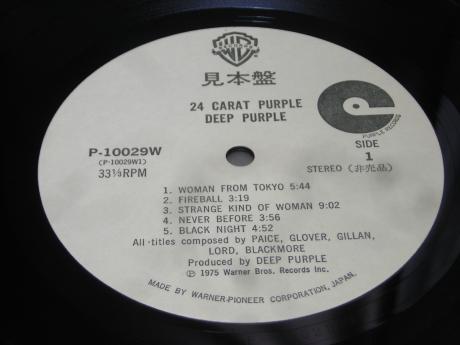 WB
見本盤
24 CARAT PURPLE
DEEP PURPLE
PURPLE RECORDS
P-10029W
(P-10029W1)
33⅓RPM
SIDE
1
STEREO (非売品)
1. WOMAN FROM TOKYO 5:44
2. FIREBALL 3:19
3. STRANGE KIND OF WOMAN 9:02
4. NEVER BEFORE 3:56
5. BLACK NIGHT 4:52
All titles composed by PAICE, GLOVER, GILLAN,
LORD, BLACKMORE
Produced by DEEP PURPLE
℗ 1975 Warner Bros. Records Inc.
MADE BY WARNER-PIONEER CORPORATION, JAPAN.